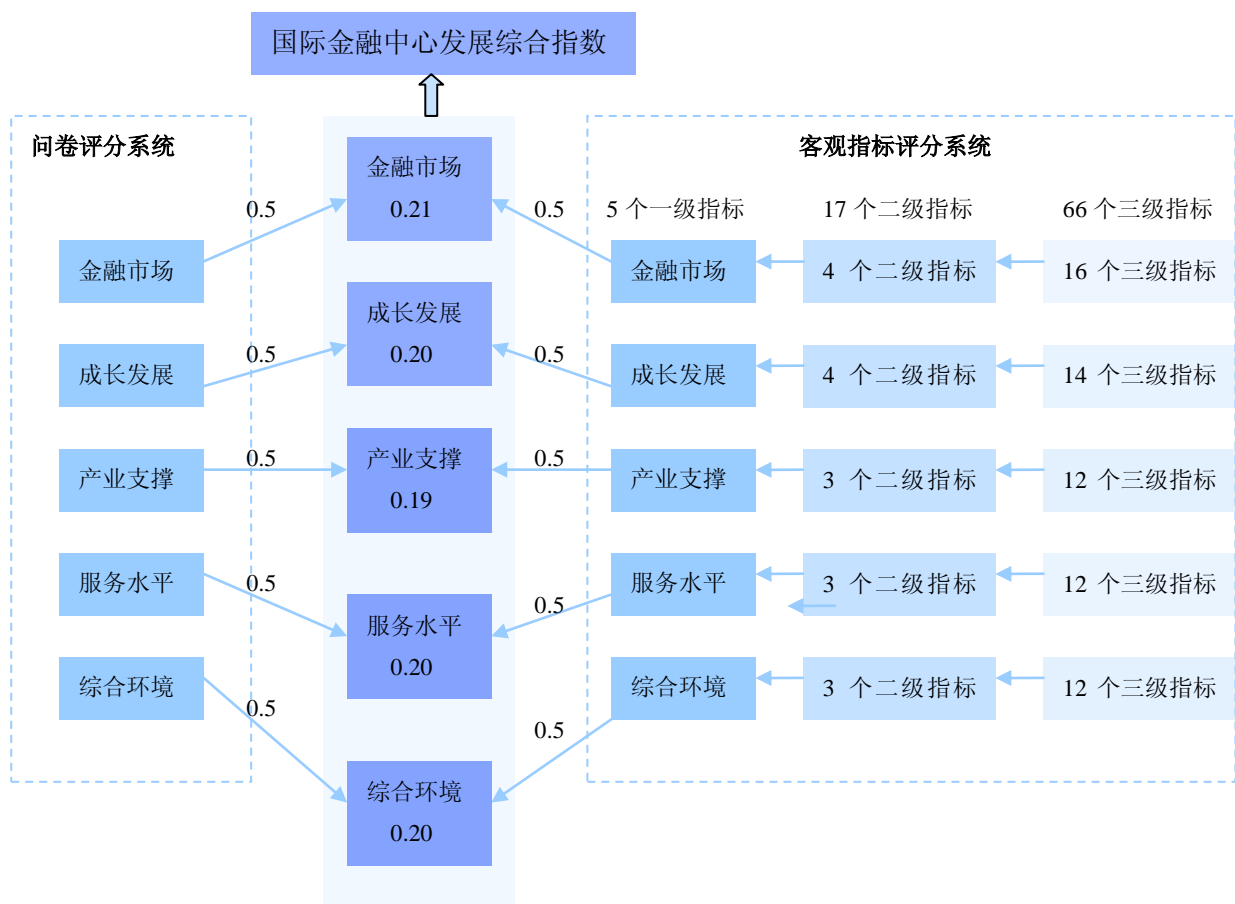 国际金融中心发展综合指数
问卷评分系统
金融市场
成长发展
产业支撑
服务水平
综合环境
0.5
0.5
0.5
0.5
0.5
金融市场
0.21
成长发展
0.20
产业支撑
0.19
服务水平
0.20
综合环境
0.20
0.5
0.5
0.5
0.5
0.5
客观指标评分系统
5 个一级指标 17 个二级指标 66 个三级指标
金融市场 4 个二级指标 16 个三级指标
成长发展 4 个二级指标 14 个三级指标
产业支撑 3 个二级指标 12 个三级指标
服务水平 3 个二级指标 12 个三级指标
综合环境 3 个二级指标 12 个三级指标